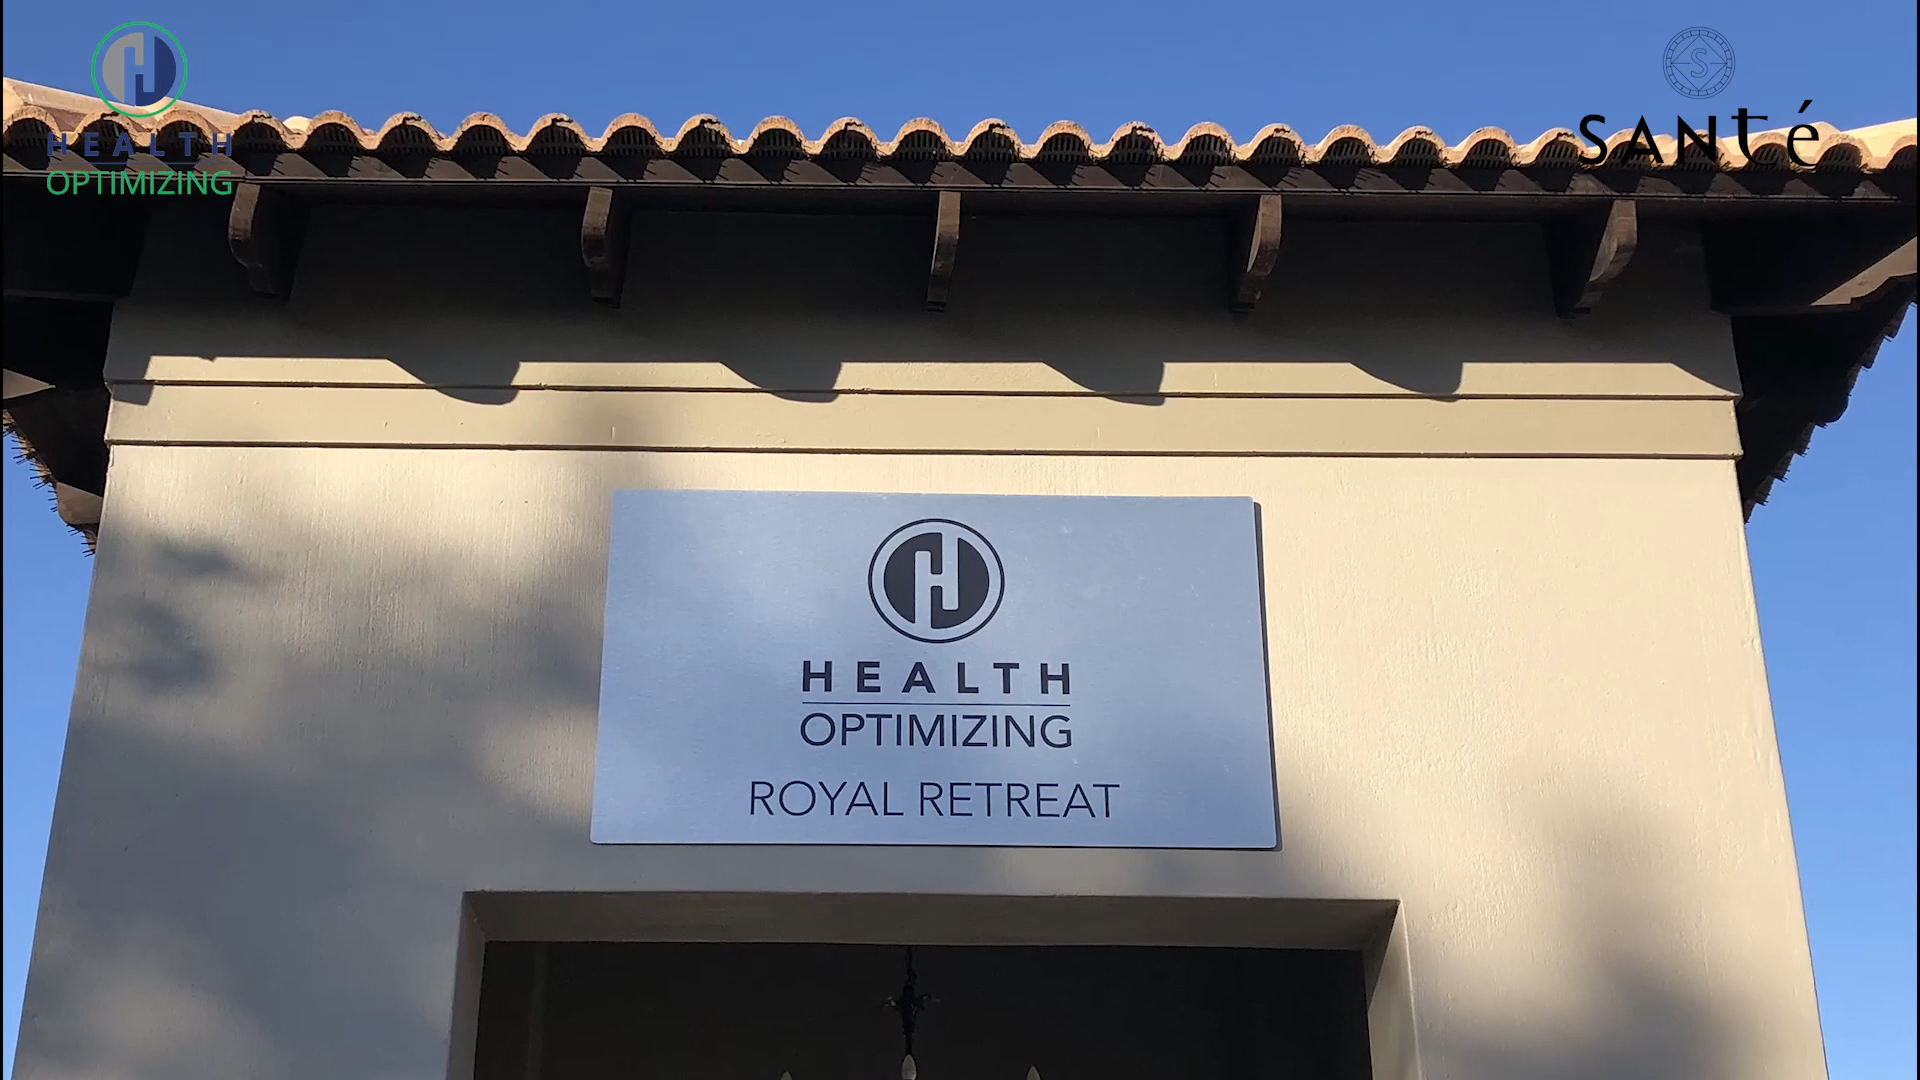 HEALTH
OPTIMIZING
S
SANté
HEALTH
OPTIMIZING
ROYAL RETREAT